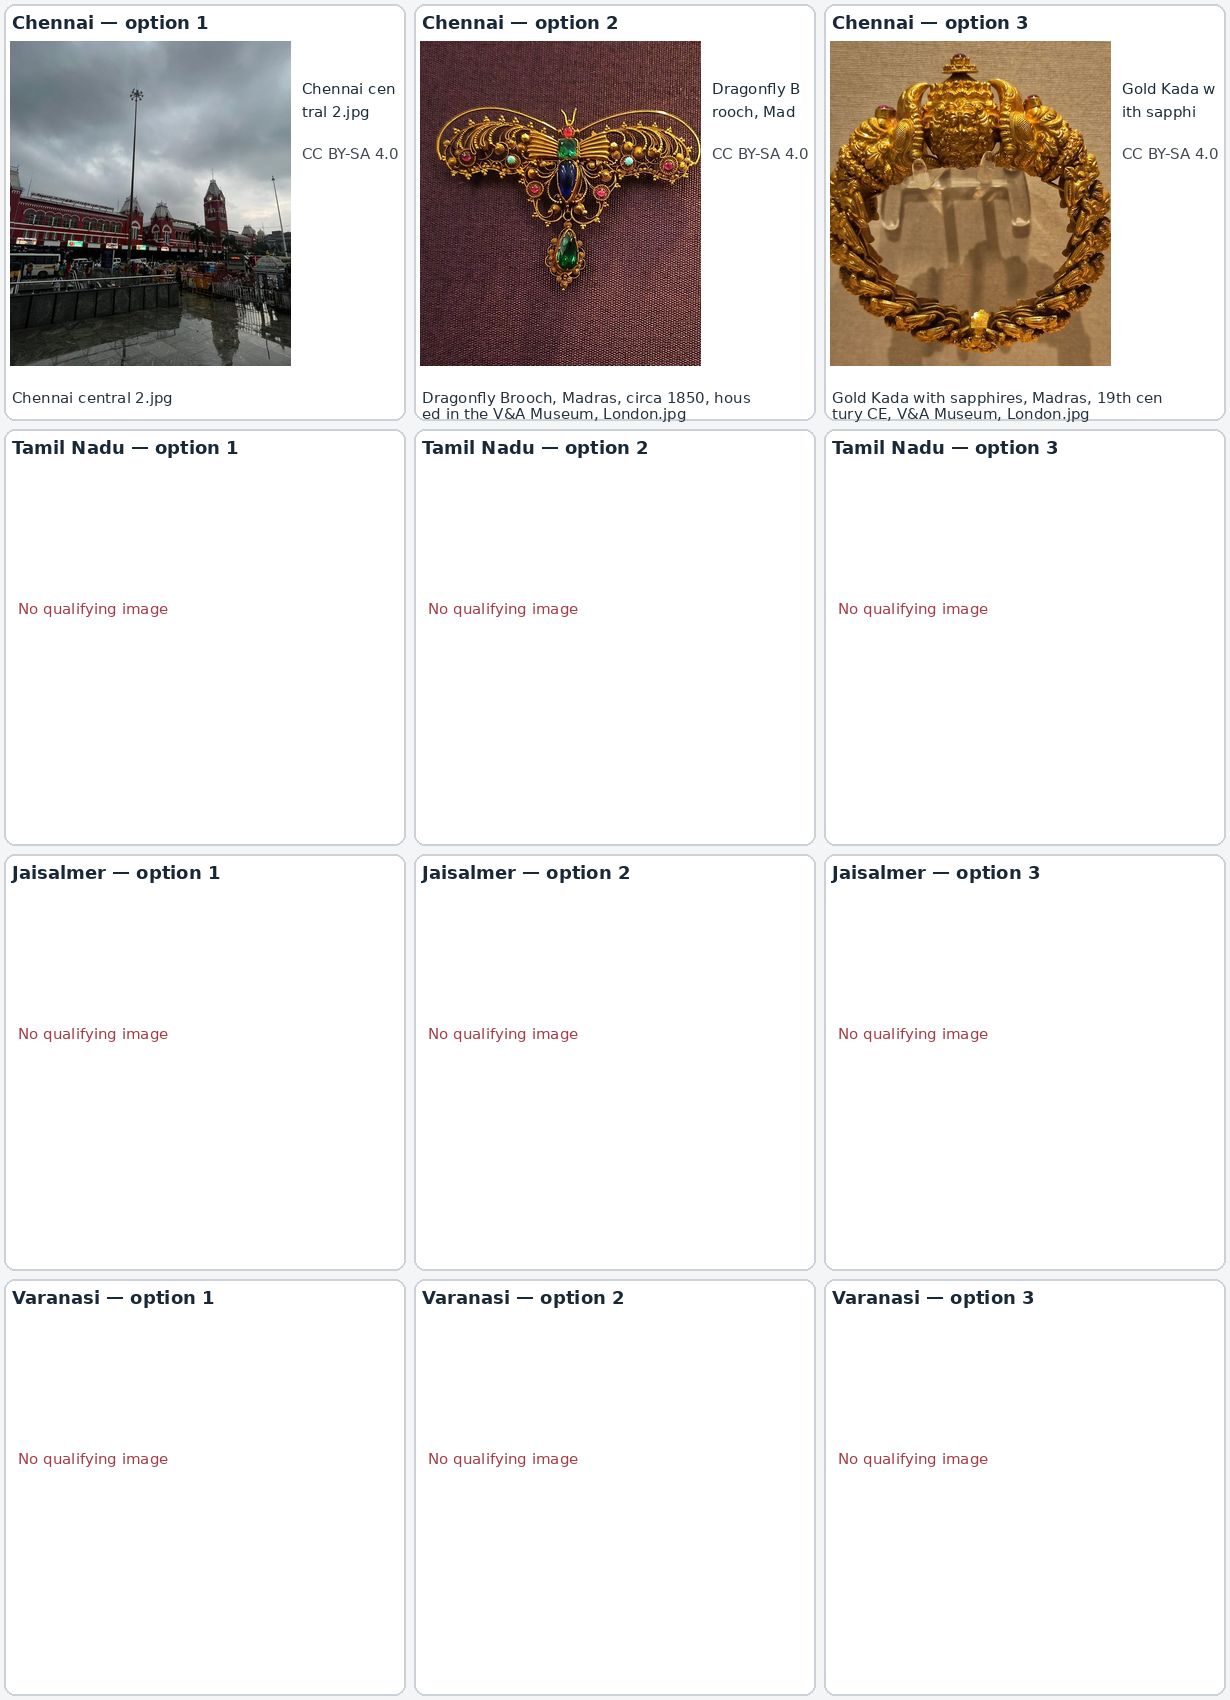 Chennai — option 1
Chennai cen
tral 2.jpg
CC BY-SA 4.0
Chennai central 2.jpg
Chennai — option 2
Dragonfly B
rooch, Mad
CC BY-SA 4.0
Dragonfly Brooch, Madras, circa 1850, hous
ed in the V&A Museum, London.jpg
Chennai — option 3
Gold Kada w
ith sapphi
CC BY-SA 4.0
Gold Kada with sapphires, Madras, 19th cen
tury CE, V&A Museum, London.jpg
Tamil Nadu — option 1
No qualifying image
Tamil Nadu — option 2
No qualifying image
Tamil Nadu — option 3
No qualifying image
Jaisalmer — option 1
No qualifying image
Jaisalmer — option 2
No qualifying image
Jaisalmer — option 3
No qualifying image
Varanasi — option 1
No qualifying image
Varanasi — option 2
No qualifying image
Varanasi — option 3
No qualifying image